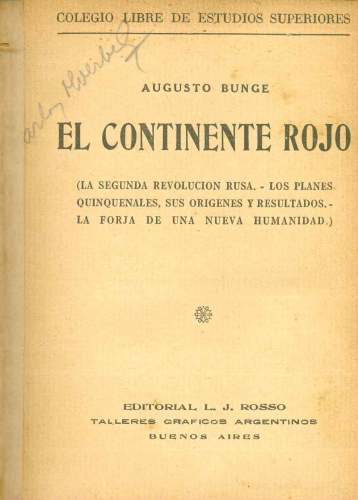 COLEGIO LIBRE DE ESTUDIOS SUPERIORES
AUGUSTO BUNGE
EL CONTINENTE ROJO
(LA SEGUNDA REVOLUCION RUSA. - LOS PLANES
QUINQUENALES, SUS ORIGENES Y RESULTADOS. -
LA FORJA DE UNA NUEVA HUMANIDAD.)
EDITORIAL L. J. ROSSO
TALLERES GRAFICOS ARGENTINOS
BUENOS AIRES